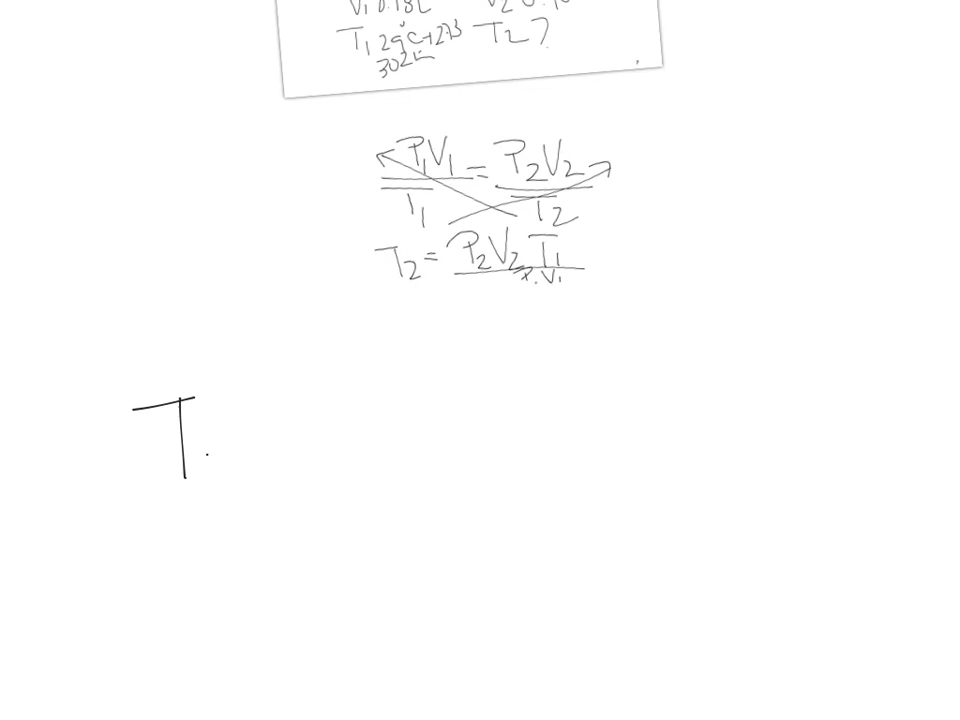 V₁ 0.18L
T₁ 29°C+273 T₂?
302K
P₁V₁ = P₂V₂
T₁ T₂
T₂ = P₂V₂T₁
P₁V₁
T